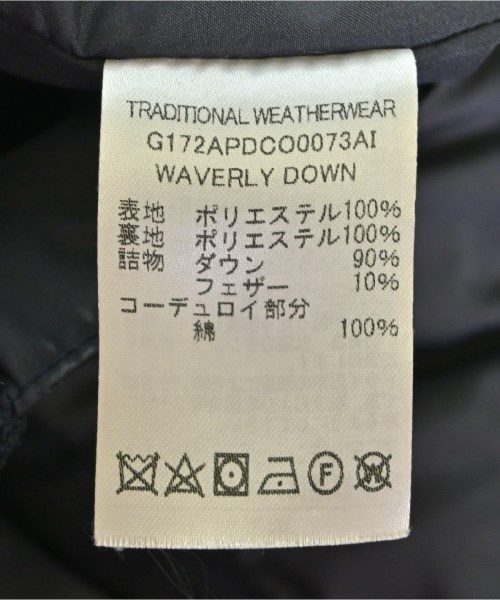 TRADITIONAL WEATHERWEAR
G172APDCO0073AI
WAVERLY DOWN
表地 ポリエステル100%
裏地 ポリエステル100%
詰物 ダウン 90%
フェザー 10%
コーデュロイ部分
綿 100%
F W